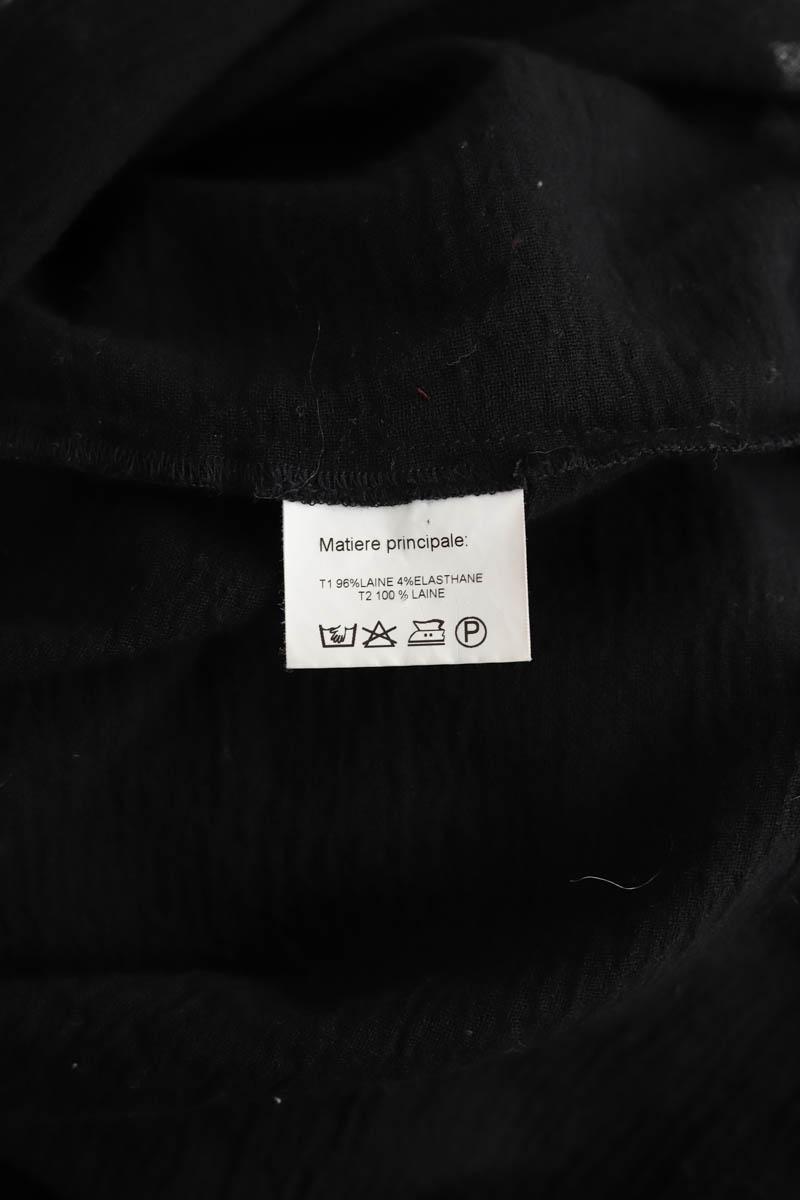 Matiere principale:
T1 96%LAINE 4%ELASTHANE
T2 100 % LAINE
P